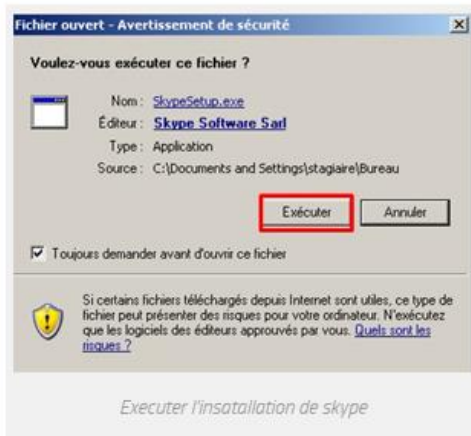 Fichier ouvert - Avertissement de sécurité
Voulez-vous exécuter ce fichier ?
Nom : SkypeSetup.exe
Éditeur : Skype Software Sarl
Type : Application
Source : C:\Documents and Settings\stagiaire\Bureau
Exécuter Annuler
Toujours demander avant d'ouvrir ce fichier
Si certains fichiers téléchargés depuis Internet sont utiles, ce type de
fichier peut présenter des risques pour votre ordinateur. N'exécutez
que les logiciels des éditeurs approuvés par vous. Quels sont les
risques ?
Executer l'insatallation de skype